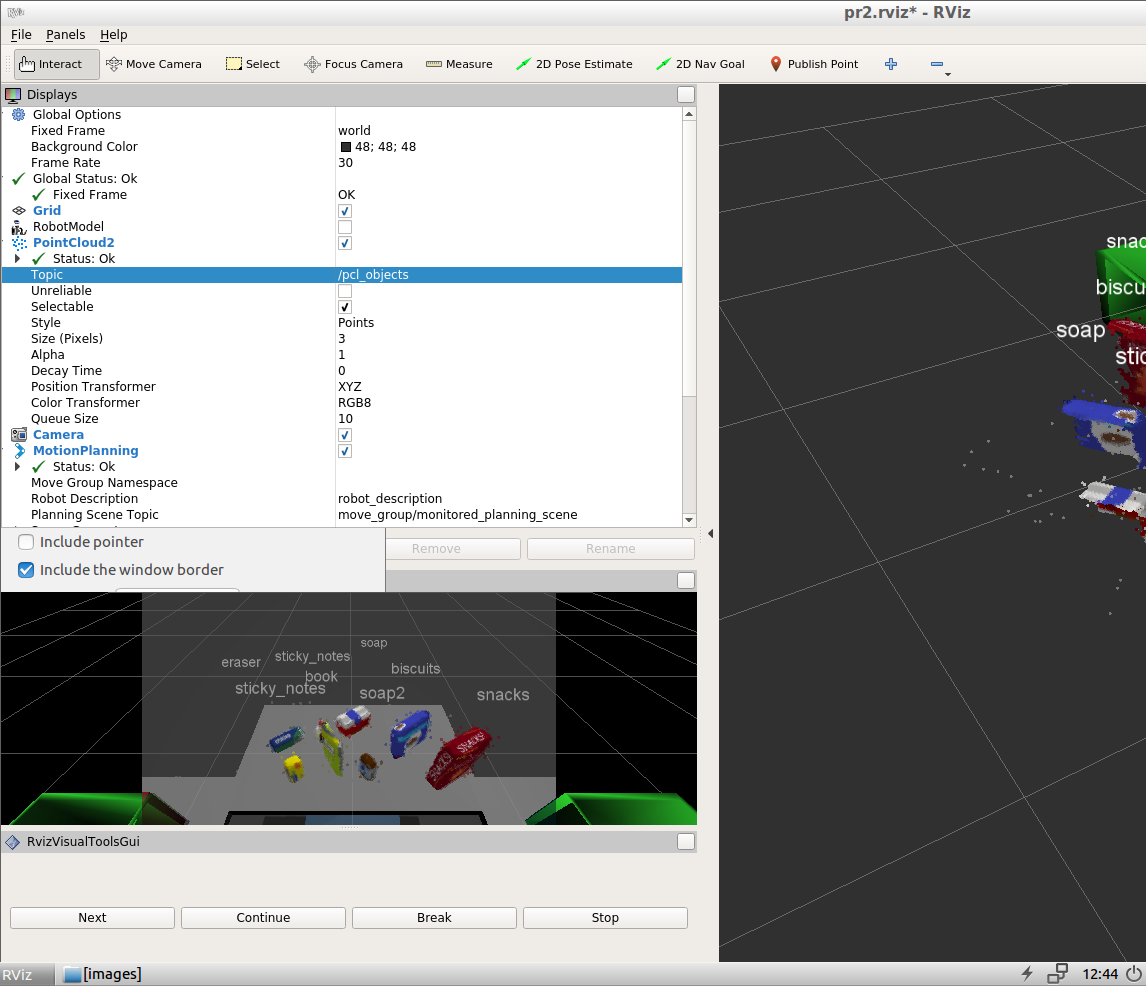 RViz
pr2.rviz* - RViz
File Panels Help
Interact Move Camera Select Focus Camera Measure 2D Pose Estimate 2D Nav Goal Publish Point
Displays
Global Options
Fixed Frame world
Background Color 48; 48; 48
Frame Rate 30
Global Status: Ok
Fixed Frame OK
Grid
RobotModel
PointCloud2
Status: Ok
Topic /pcl_objects
Unreliable
Selectable
Style Points
Size (Pixels) 3
Alpha 1
Decay Time 0
Position Transformer XYZ
Color Transformer RGB8
Queue Size 10
Camera
MotionPlanning
Status: Ok
Move Group Namespace
Robot Description robot_description
Planning Scene Topic move_group/monitored_planning_scene
Include pointer
Include the window border
Remove Rename
soap
eraser sticky_notes
book biscuits
sticky_notes soap2 snacks
SNACKS
SNACKS
RvizVisualToolsGui
Next Continue Break Stop
snac
biscu
soap
stic
RViz [images] 12:44